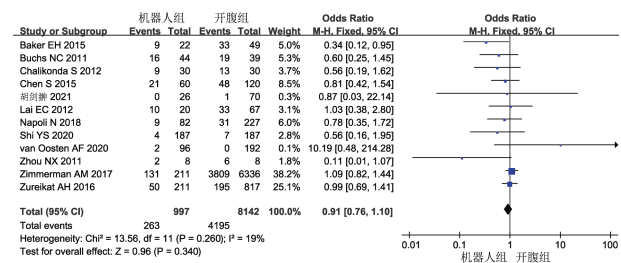 机器人组 开腹组 Odds Ratio Odds Ratio
Study or Subgroup Events Total Events Total Weight M-H. Fixed. 95% CI M-H. Fixed. 95% CI
Baker EH 2015 9 22 33 49 5.0% 0.34 [0.12, 0.95]
Buchs NC 2011 16 44 19 39 5.5% 0.60 [0.25, 1.45]
Chalikonda S 2012 9 30 13 30 3.9% 0.56 [0.19, 1.62]
Chen S 2015 21 60 48 120 8.9% 0.81 [0.42, 1.54]
胡剑翀 2021 0 26 1 70 0.3% 0.87 [0.03, 22.14]
Lai EC 2012 10 20 33 67 3.3% 1.03 [0.38, 2.80]
Napoli N 2018 9 82 31 227 6.3% 0.78 [0.35, 1.72]
Shi YS 2020 4 187 7 187 3.0% 0.56 [0.16, 1.95]
van Oosten AF 2020 2 96 0 192 0.1% 10.19 [0.48, 214.28]
Zhou NX 2011 2 8 6 8 2.0% 0.11 [0.01, 1.07]
Zimmerman AM 2017 131 211 3809 6336 38.2% 1.09 [0.82, 1.44]
Zureikat AH 2016 50 211 195 817 25.1% 0.99 [0.69, 1.41]
Total (95% CI) 997 8142 100.0% 0.91 [0.76, 1.10]
Total events 263 4195
Heterogeneity: Chi² = 13.56, df = 11 (P = 0.260); I² = 19%
Test for overall effect: Z = 0.96 (P = 0.340)
0.01 0.1 1 10 100
机器人组 开腹组